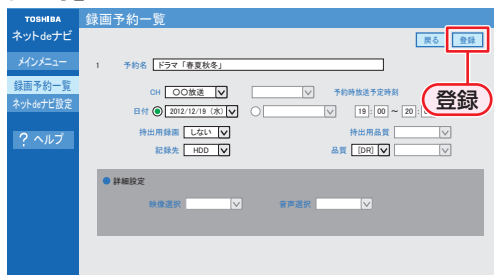 TOSHIBA
ネットdeナビ
録画予約一覧
戻る
登録
登録
メインメニュー
録画予約一覧
ネットdeナビ設定
? ヘルプ
1 予約名 ドラマ「春夏秋冬」
CH 〇〇放送 予約時放送予定時刻
日付 2012/12/19 (水) 19 : 00 ~ 20 :
持出用録画 しない 持出用品質
記録先 HDD 品質 [DR]
詳細設定
映像選択 音声選択